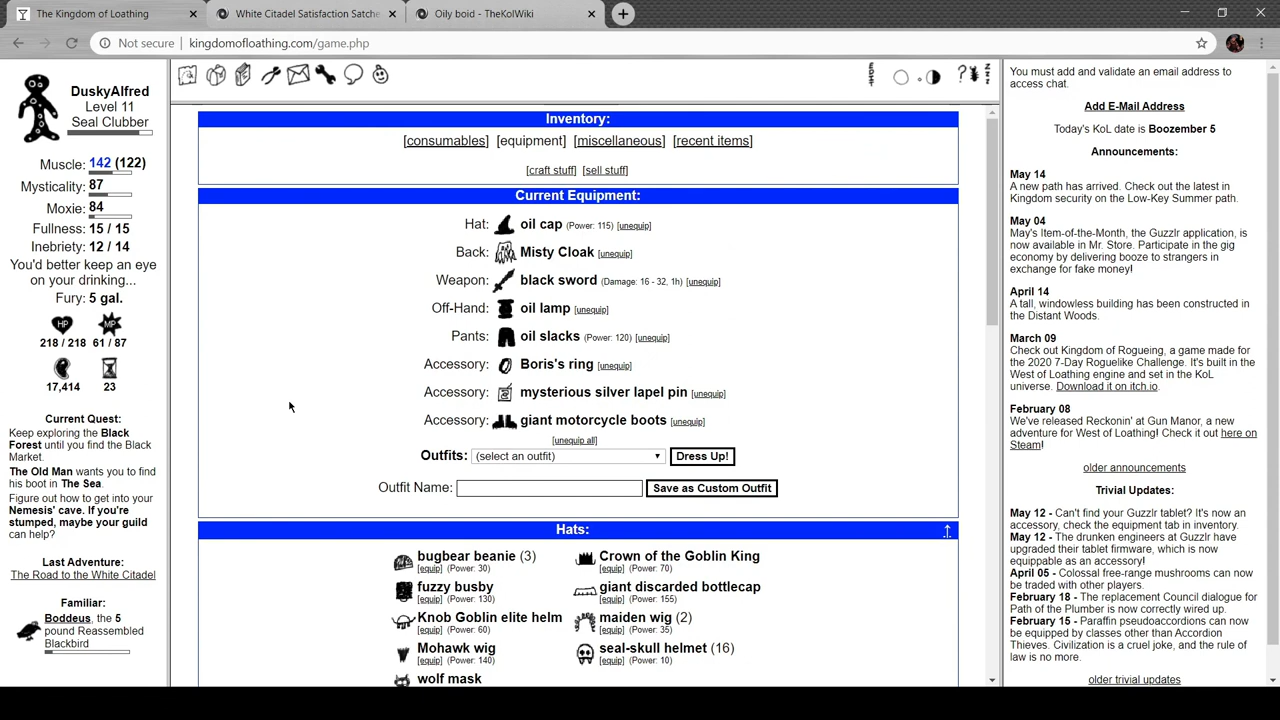 The Kingdom of Loathing
White Citadel Satisfaction Satche
Oily boid - TheKolWiki
Not secure
kingdomofloathing.com/game.php
DuskyAlfred
Level 11
Seal Clubber
Muscle: 142 (122)
Mysticality: 87
Moxie: 84
Fullness: 15 / 15
Inebriety: 12 / 14
You'd better keep an eye
on your drinking...
Fury: 5 gal.
HP
MP
218 / 218
61 / 87
17,414
23
Current Quest:
Keep exploring the Black
Forest until you find the Black
Market.
The Old Man wants you to find
his boot in The Sea.
Figure out how to get into your
Nemesis' cave. If you're
stumped, maybe your guild
can help?
Last Adventure:
The Road to the White Citadel
Familiar:
Boddeus, the 5
pound Reassembled
Blackbird
Inventory:
[consumables] [equipment] [miscellaneous] [recent items]
[craft stuff] [sell stuff]
Current Equipment:
Hat: oil cap (Power: 115) [unequip]
Back: Misty Cloak [unequip]
Weapon: black sword (Damage: 16 - 32, 1h) [unequip]
Off-Hand: oil lamp [unequip]
Pants: oil slacks (Power: 120) [unequip]
Accessory: Boris's ring [unequip]
Accessory: mysterious silver lapel pin [unequip]
Accessory: giant motorcycle boots [unequip]
[unequip all]
Outfits: (select an outfit) Dress Up!
Outfit Name: Save as Custom Outfit
Hats:
bugbear beanie (3)
[equip] (Power: 30)
Crown of the Goblin King
[equip] (Power: 70)
fuzzy busby
[equip] (Power: 130)
giant discarded bottlecap
[equip] (Power: 155)
Knob Goblin elite helm
[equip] (Power: 60)
maiden wig (2)
[equip] (Power: 35)
Mohawk wig
[equip] (Power: 140)
seal-skull helmet (16)
[equip] (Power: 10)
wolf mask
You must add and validate an email address to
access chat.
Add E-Mail Address
Today's KoL date is Boozember 5
Announcements:
May 14
A new path has arrived. Check out the latest in
Kingdom security on the Low-Key Summer path.
May 04
May's Item-of-the-Month, the Guzzlr application, is
now available in Mr. Store. Participate in the gig
economy by delivering booze to strangers in
exchange for fake money!
April 14
A tall, windowless building has been constructed in
the Distant Woods.
March 09
Check out Kingdom of Rogueing, a game made for
the 2020 7-Day Roguelike Challenge. It's built in the
West of Loathing engine and set in the KoL
universe. Download it on itch.io.
February 08
We've released Reckonin' at Gun Manor, a new
adventure for West of Loathing! Check it out here on
Steam!
older announcements
Trivial Updates:
May 12 - Can't find your Guzzlr tablet? It's now an
accessory, check the equipment tab in inventory.
May 12 - The drunken engineers at Guzzlr have
upgraded their tablet firmware, which is now
equippable as an accessory!
April 05 - Colossal free-range mushrooms can now
be traded with other players.
February 18 - The replacement Council dialogue for
Path of the Plumber is now correctly wired up.
February 15 - Paraffin pseudoaccordions can now
be equipped by classes other than Accordion
Thieves. Civilization is a cruel joke, and the rule of
law is no more.
older trivial updates